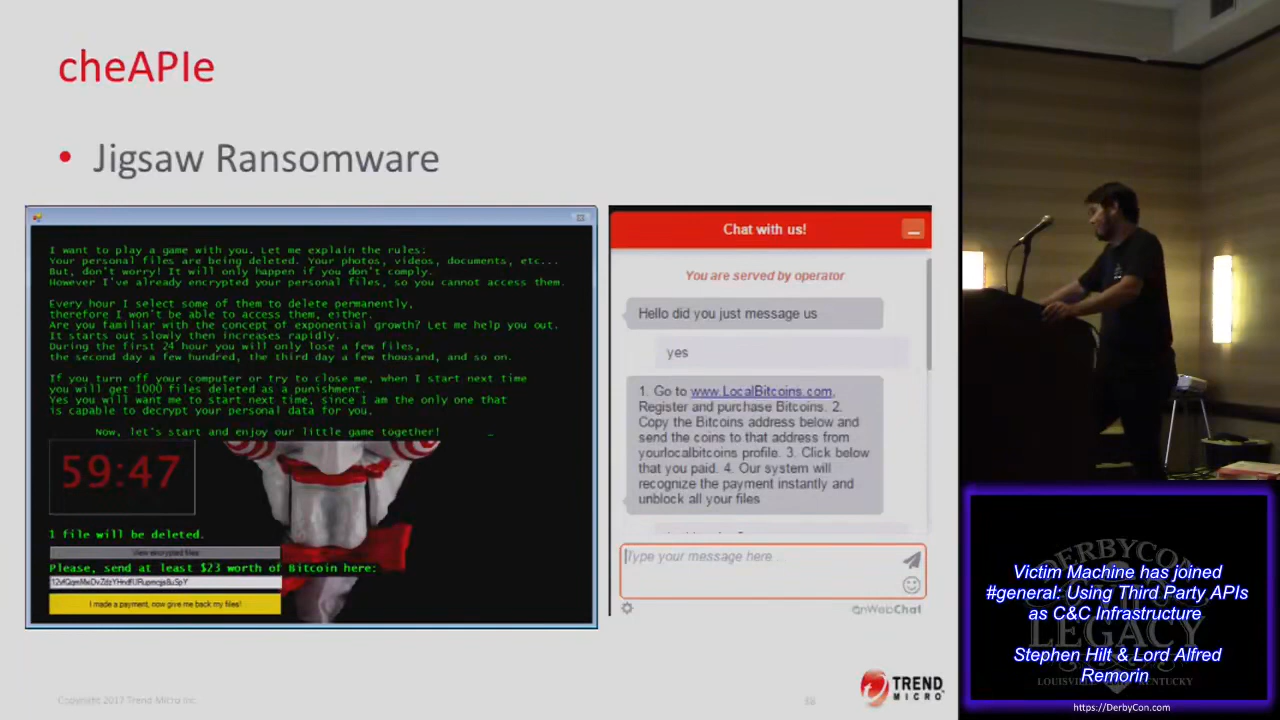 cheAPIe
• Jigsaw Ransomware
I want to play a game with you. Let me explain the rules:
Your personal files are being deleted. Your photos, videos, documents, etc...
But, don't worry! It will only happen if you don't comply.
However I've already encrypted your personal files, so you cannot access them.
Every hour I select some of them to delete permanently,
therefore I won't be able to access them, either.
Are you familiar with the concept of exponential growth? Let me help you out.
It starts out slowly then increases rapidly.
During the first 24 hour you will only lose a few files,
the second day a few hundred, the third day a few thousand, and so on.
If you turn off your computer or try to close me, when I start next time
you will get 1000 files deleted as a punishment.
Yes you will want me to start next time, since I am the only one that
is capable to decrypt your personal data for you.
Now, let's start and enjoy our little game together!
59:47
1 file will be deleted.
View encrypted files
Please, send at least $23 worth of Bitcoin here:
I made a payment, now give me back my files!
Chat with us!
You are served by operator
Hello did you just message us
yes
1. Go to www.LocalBitcoins.com,
Register and purchase Bitcoins. 2.
Copy the Bitcoins address below and
send the coins to that address from
yourlocalbitcoins profile. 3. Click below
that you paid. 4. Our system will
recognize the payment instantly and
unblock all your files
Type your message here...
onWebChat
Copyright 2017 Trend Micro Inc.
38
TREND
MICRO
DERBYCON
LEGACY
LOUISVILLE KENTUCKY
Victim Machine has joined
#general: Using Third Party APIs
as C&C Infrastructure
Stephen Hilt & Lord Alfred
Remorin
https://DerbyCon.com